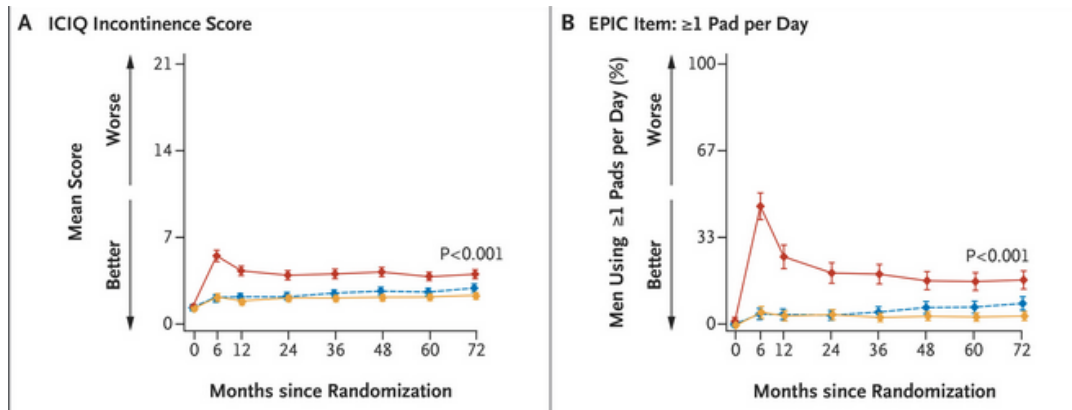 A ICIQ Incontinence Score
Mean Score
Better Worse
21
14
7
0
P<0.001
0 6 12 24 36 48 60 72
Months since Randomization
B EPIC Item: ≥1 Pad per Day
Men Using ≥1 Pads per Day (%)
Better Worse
100
67
33
0
P<0.001
0 6 12 24 36 48 60 72
Months since Randomization